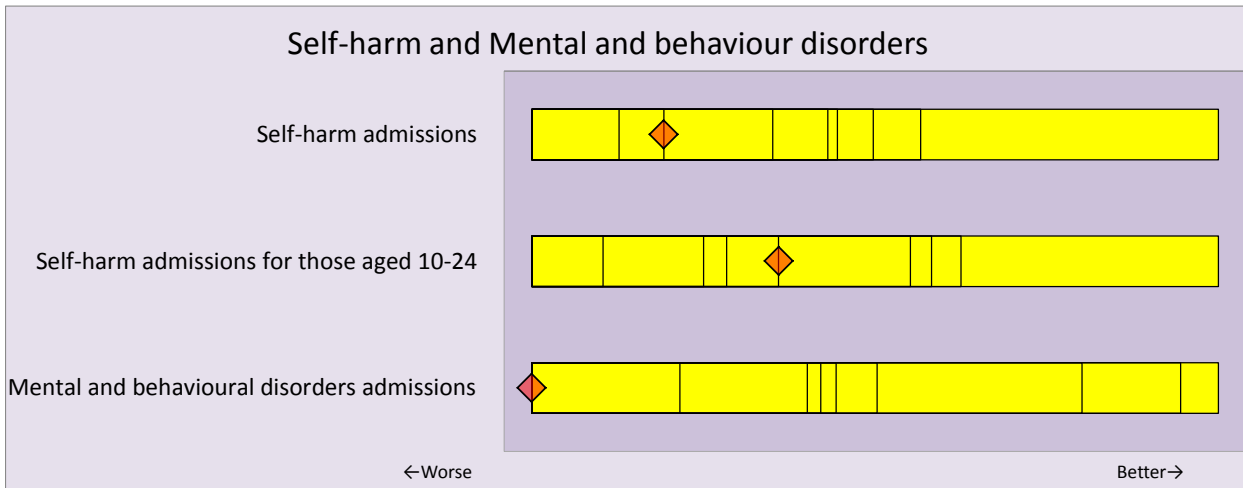 Self-harm and Mental and behaviour disorders
Self-harm admissions
Self-harm admissions for those aged 10-24
Mental and behavioural disorders admissions
←Worse
Better→